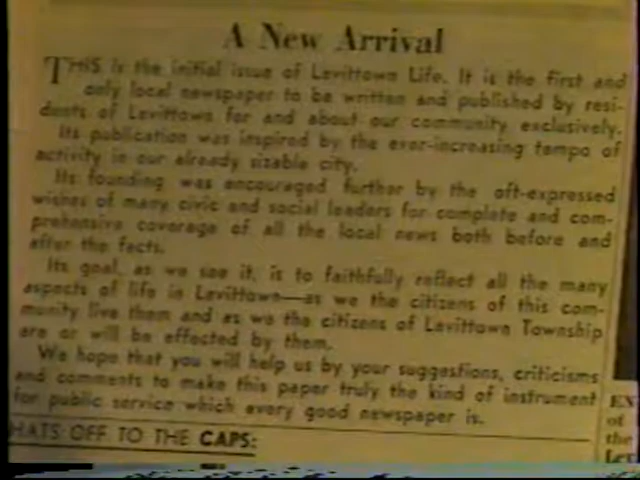 A New Arrival
THIS is the initial issue of Levittown Life. It is the first and
only local newspaper to be written and published by resi-
dents of Levittown for and about our community exclusively.
Its publication was inspired by the ever-increasing tempo of
activity in our already sizable city.
Its founding was encouraged further by the oft-expressed
wishes of many civic and social leaders for complete and com-
prehensive coverage of all the local news both before and
after the facts.
Its goal, as we see it, is to faithfully reflect all the many
aspects of life in Levittown—as we the citizens of this com-
munity live them and as we the citizens of Levittown Township
are or will be effected by them.
We hope that you will help us by your suggestions, criticisms
and comments to make this paper truly the kind of instrument
for public service which every good newspaper is.
HATS OFF TO THE CAPS:
EN
of
the
Lev